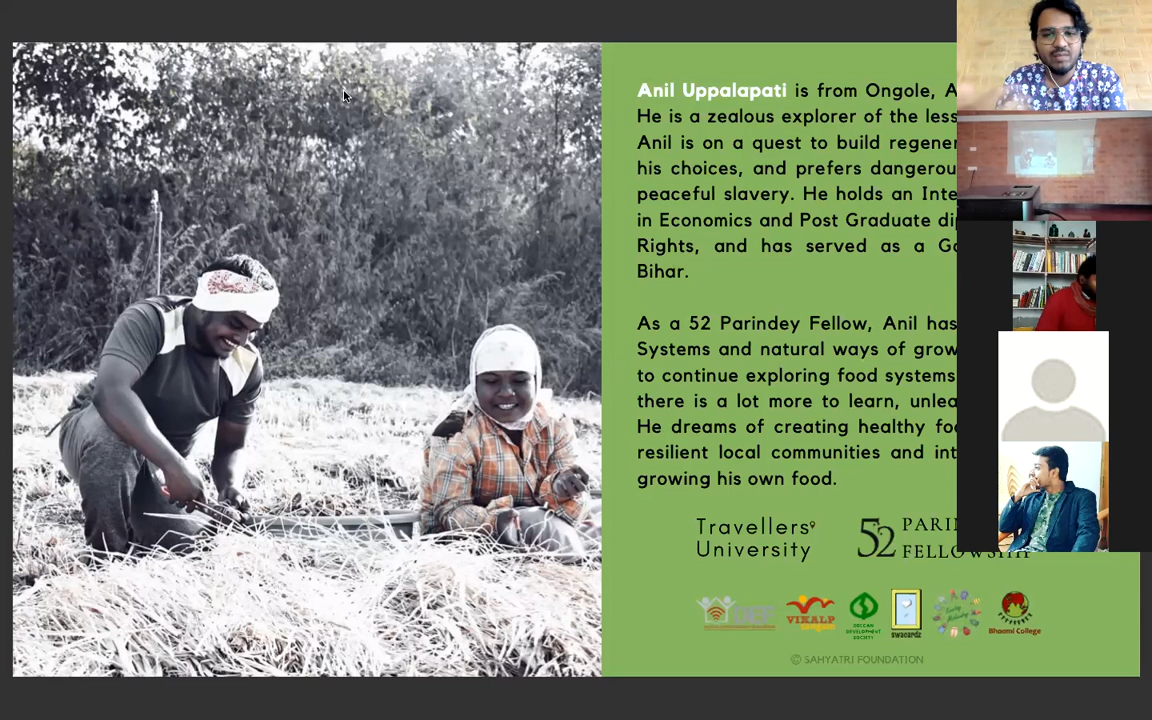 Anil Uppalapati is from Ongole, A
He is a zealous explorer of the less
Anil is on a quest to build regener
his choices, and prefers dangerou
peaceful slavery. He holds an Inte
in Economics and Post Graduate di
Rights, and has served as a G
Bihar.
As a 52 Parindey Fellow, Anil has
Systems and natural ways of grow
to continue exploring food systems
there is a lot more to learn, unlea
He dreams of creating healthy fo
resilient local communities and int
growing his own food.
Travellers
University
52 PARIN
FELLOWSHIP
VIKALP
DECCAN
DEVELOPMENT
SOCIETY
swacardz
Bhoomi College
© SAHYATRI FOUNDATION